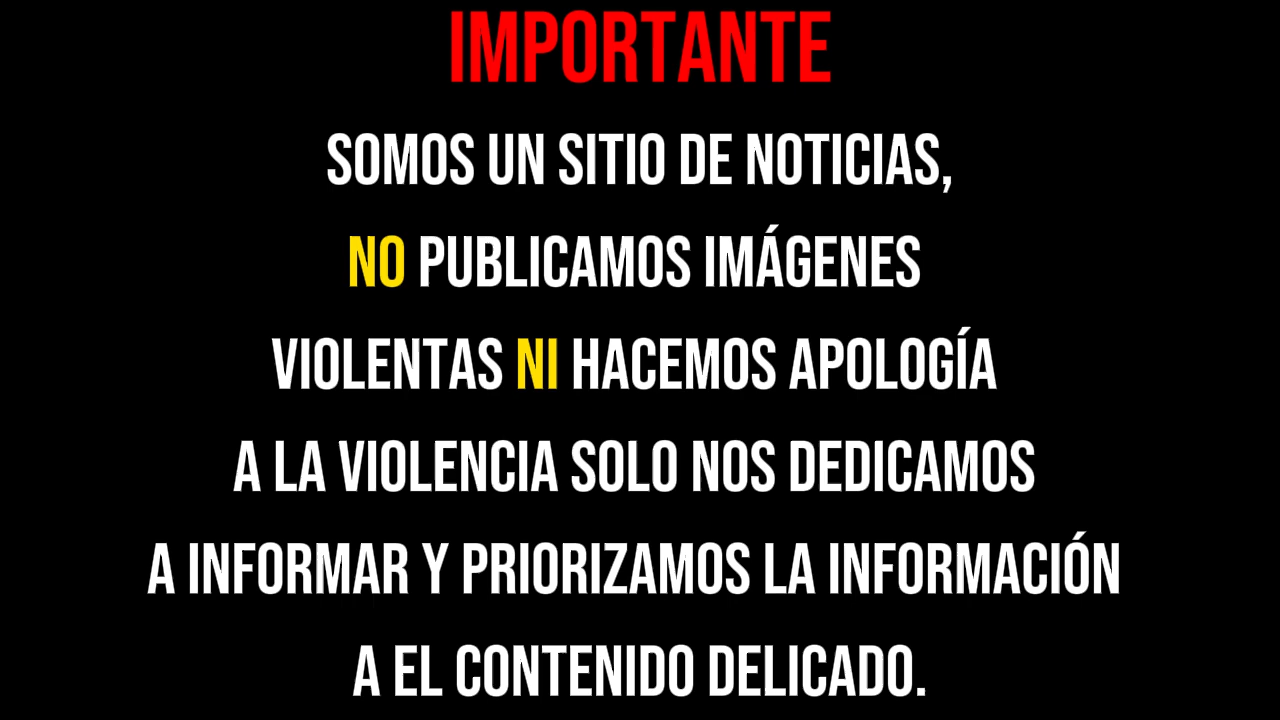 IMPORTANTE
SOMOS UN SITIO DE NOTICIAS,
NO PUBLICAMOS IMÁGENES
VIOLENTAS NI HACEMOS APOLOGÍA
A LA VIOLENCIA SOLO NOS DEDICAMOS
A INFORMAR Y PRIORIZAMOS LA INFORMACIÓN
A EL CONTENIDO DELICADO.